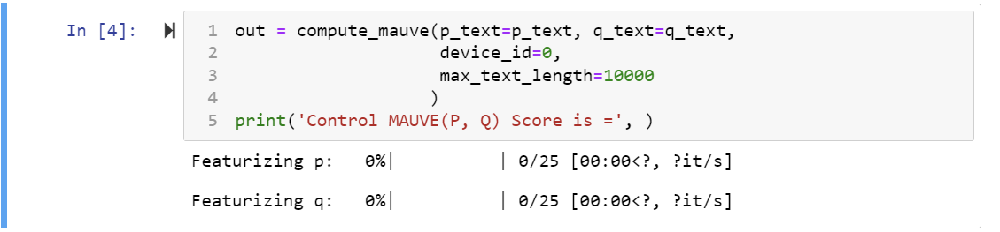 In [4]:
1 out = compute_mauve(p_text=p_text, q_text=q_text,
2                     device_id=0,
3                     max_text_length=10000
4                    )
5 print('Control MAUVE(P, Q) Score is =', )
Featurizing p:   0%|          | 0/25 [00:00<?, ?it/s]
Featurizing q:   0%|          | 0/25 [00:00<?, ?it/s]